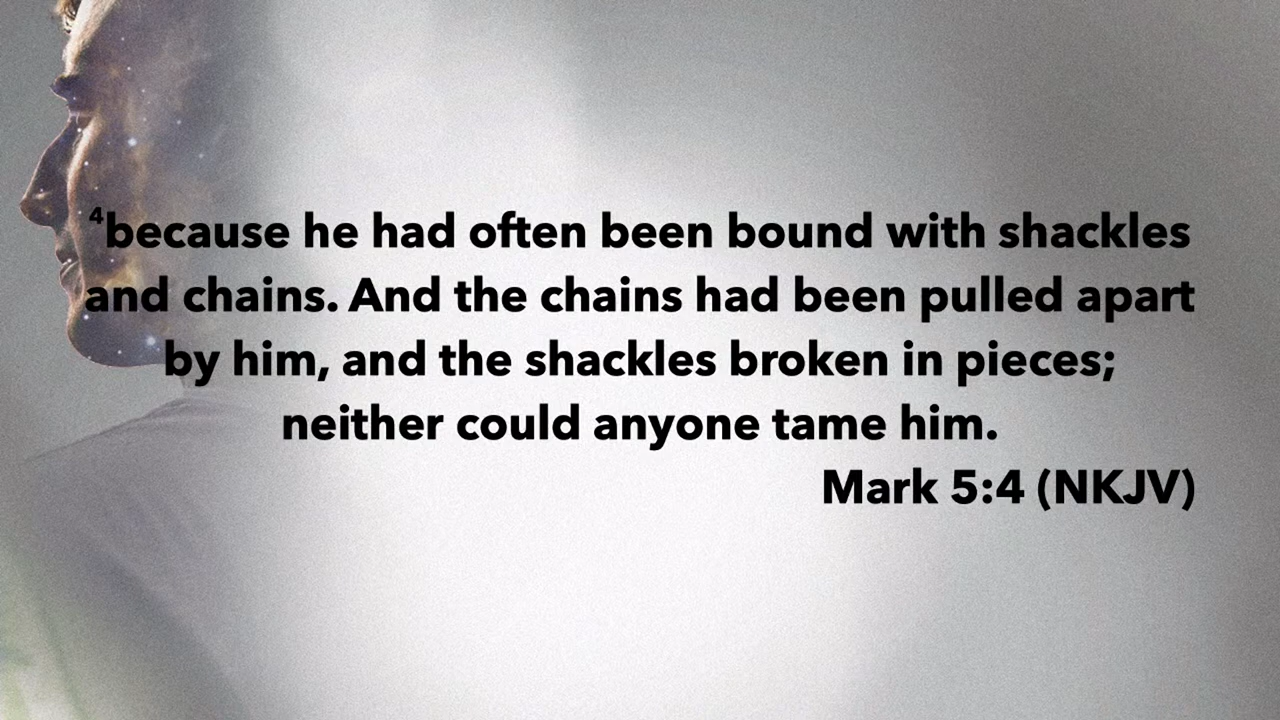 ⁴because he had often been bound with shackles
and chains. And the chains had been pulled apart
by him, and the shackles broken in pieces;
neither could anyone tame him.
Mark 5:4 (NKJV)